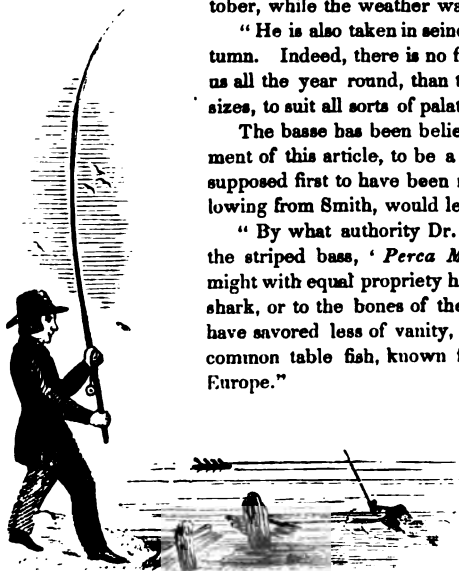 tober, while the weather wa
“ He is also taken in sein
tumn. Indeed, there is no f
us all the year round, than t
sizes, to suit all sorts of palat
The basse has been belie
ment of this article, to be a
supposed first to have been
lowing from Smith, would le
“ By what authority Dr.
the striped bass, ‘ Perca M
might with equal propriety h
shark, or to the bones of the
have savored less of vanity,
common table fish, known f
Europe.”